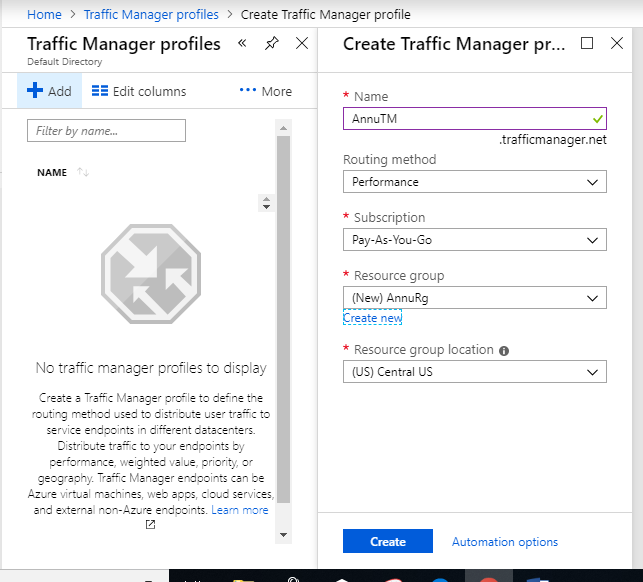 Home > Traffic Manager profiles > Create Traffic Manager profile
Traffic Manager profiles
Default Directory
Add
Edit columns
More
Filter by name...
NAME
No traffic manager profiles to display
Create a Traffic Manager profile to define the
routing method used to distribute user traffic to
service endpoints in different datacenters.
Distribute traffic to your endpoints by
performance, weighted value, priority, or
geography. Traffic Manager endpoints can be
Azure virtual machines, web apps, cloud services,
and external non-Azure endpoints. Learn more
Create Traffic Manager pr...
* Name
AnnuTM
.trafficmanager.net
Routing method
Performance
* Subscription
Pay-As-You-Go
* Resource group
(New) AnnuRg
Create new
* Resource group location
(US) Central US
Create
Automation options